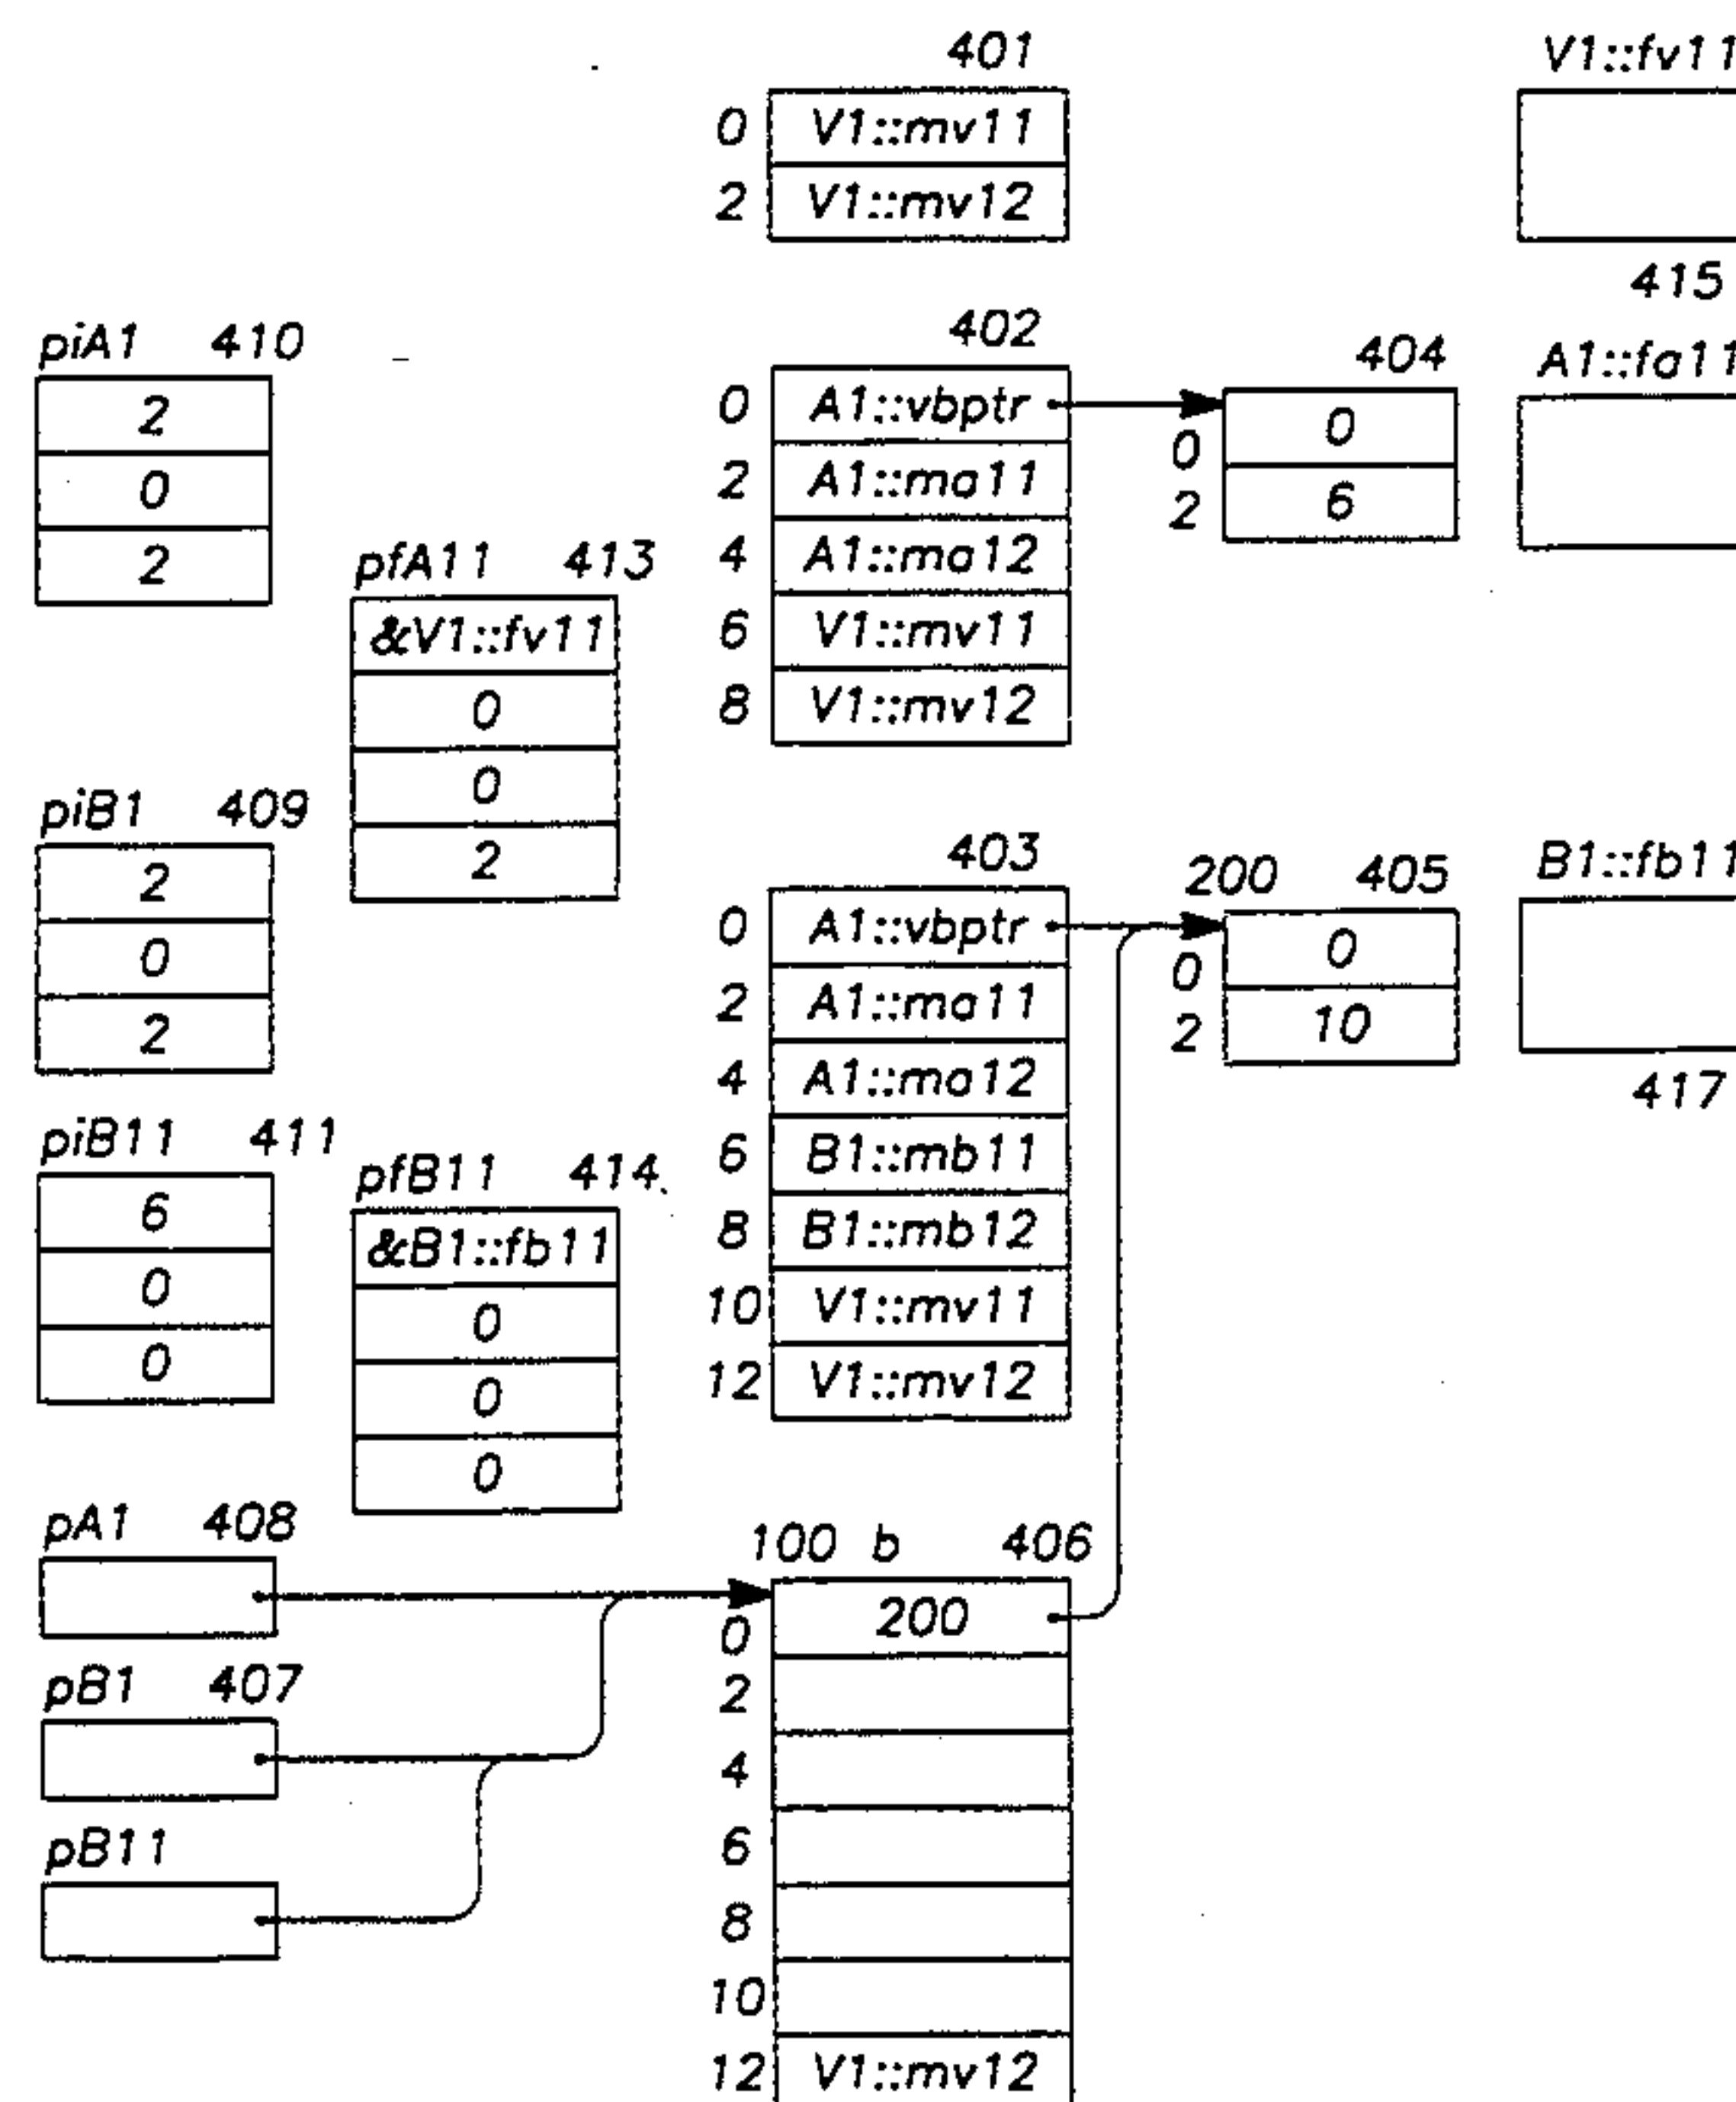 401
0 V1::mv11
2 V1::mv12
V1::fv11
415
piA1 410
2
0
2
402
0 A1::vbptr
2 A1::ma11
4 A1::ma12
6 V1::mv11
8 V1::mv12
404
0 0
2 6
A1::fa11
pfA11 413
&V1::fv11
0
0
2
piB1 409
2
0
2
403
0 A1::vbptr
2 A1::ma11
4 A1::ma12
6 B1::mb11
8 B1::mb12
10 V1::mv11
12 V1::mv12
200 405
0 0
2 10
B1::fb11
417
piB11 411
6
0
0
pfB11 414
&B1::fb11
0
0
0
pA1 408
pB1 407
pB11
100 b 406
0 200
2
4
6
8
10
12 V1::mv12